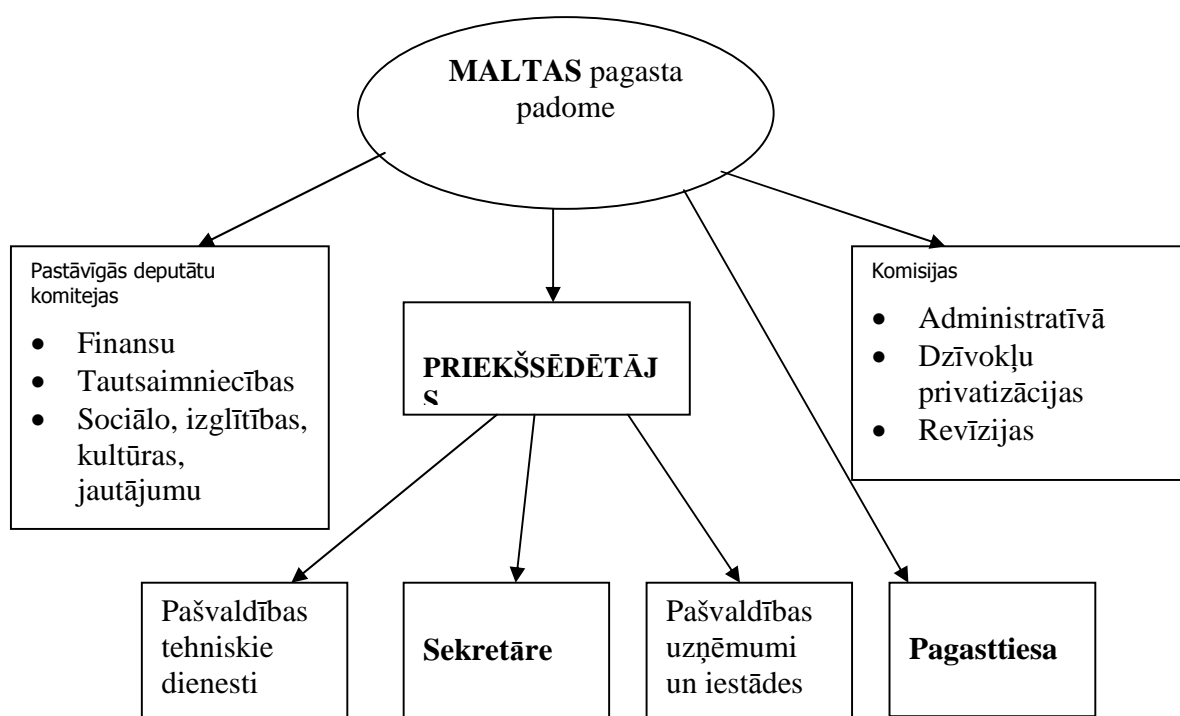 MALTAS pagasta
padome
Pastāvīgās deputātu
komitejas
• Finansu
• Tautsaimniecības
• Sociālo, izglītības,
kultūras,
jautājumu
PRIEKŠSĒDĒTĀJ
S
Komisijas
• Administratīvā
• Dzīvokļu
privatizācijas
• Revīzijas
Pašvaldības
tehniskie
dienesti
Sekretāre
Pašvaldības
uzņēmumi
un iestādes
Pagasttiesa